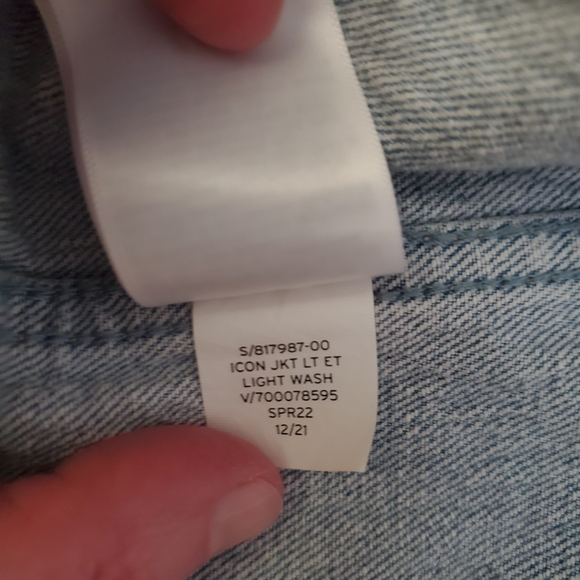 S/817987-00
ICON JKT LT ET
LIGHT WASH
V/700078595
SPR22
12/21